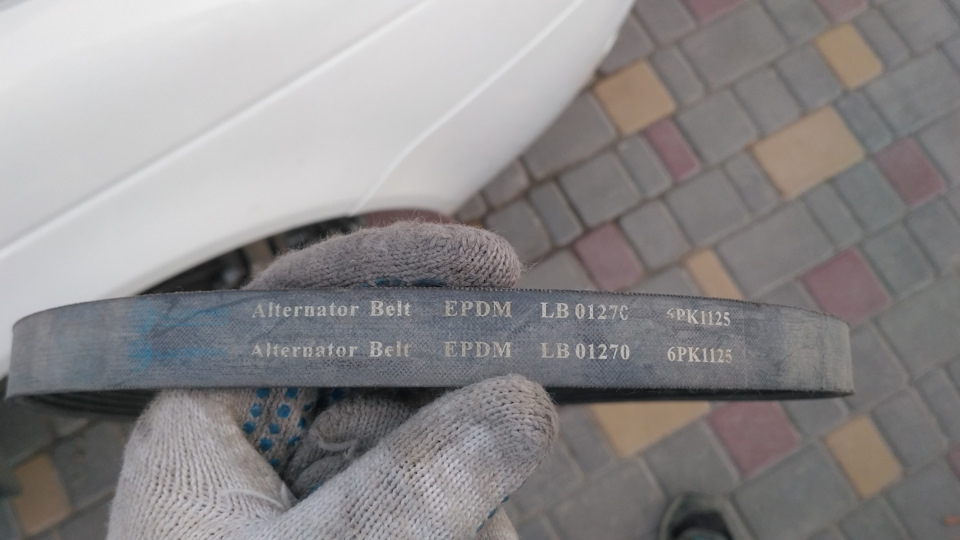 Alternator Belt EPDM LB 0127C 6PK1125
Alternator Belt EPDM LB 01270 6PK1125